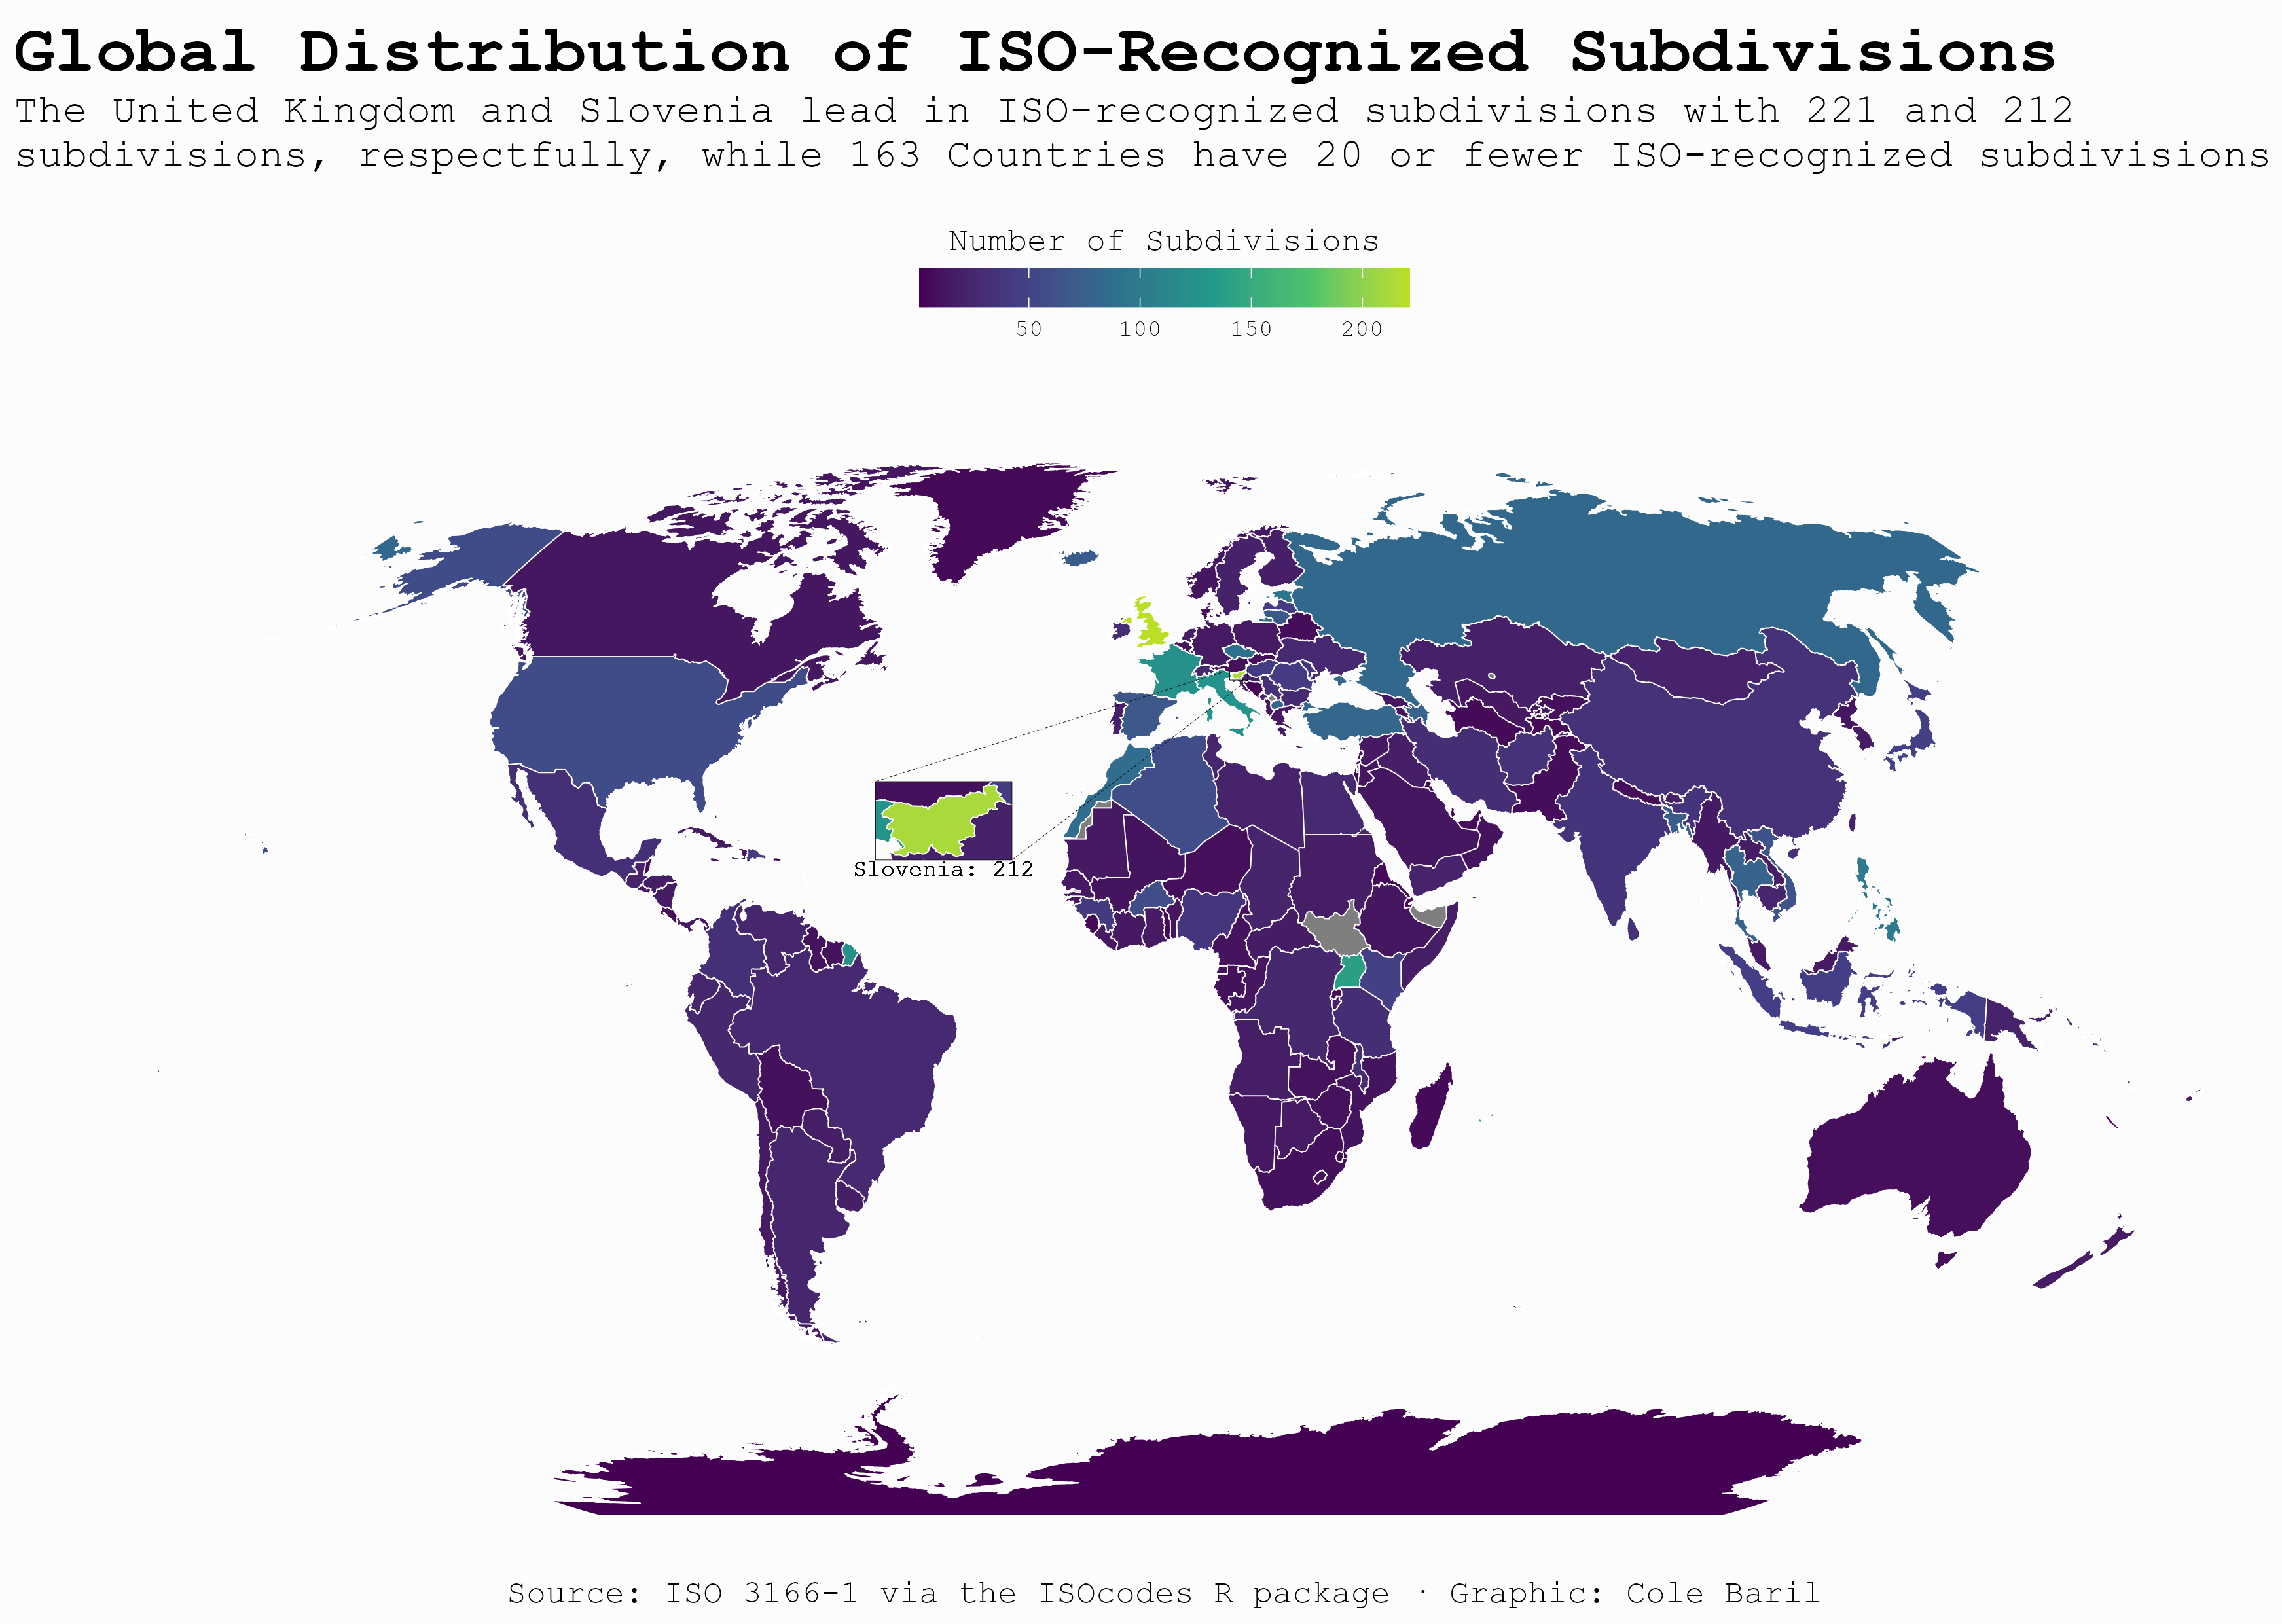 Global Distribution of ISO-Recognized Subdivisions
The United Kingdom and Slovenia lead in ISO-recognized subdivisions with 221 and 212
subdivisions, respectfully, while 163 Countries have 20 or fewer ISO-recognized subdivisions
Number of Subdivisions
50 100 150 200
Slovenia: 212
Source: ISO 3166-1 via the ISOcodes R package · Graphic: Cole Baril